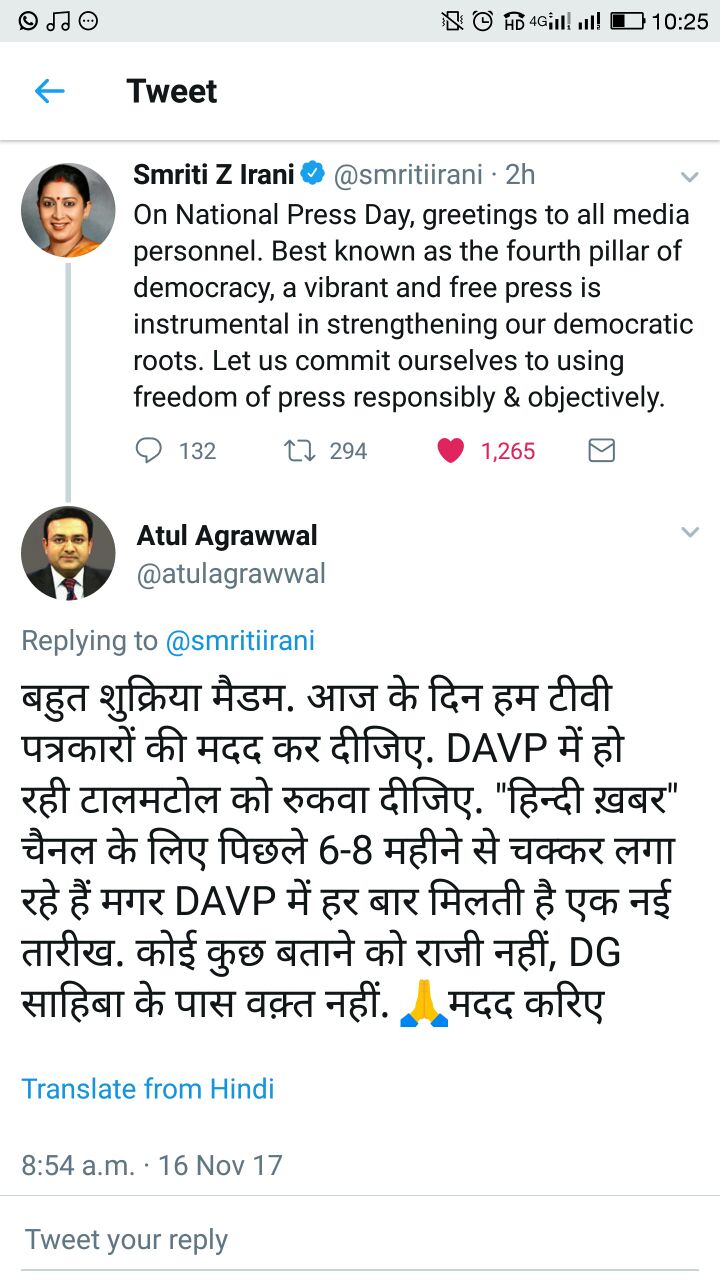 HD 4G 10:25
Tweet
Smriti Z Irani @smritiirani · 2h
On National Press Day, greetings to all media
personnel. Best known as the fourth pillar of
democracy, a vibrant and free press is
instrumental in strengthening our democratic
roots. Let us commit ourselves to using
freedom of press responsibly & objectively.
132 294 1,265
Atul Agrawwal
@atulagrawwal
Replying to @smritiirani
बहुत शुक्रिया मैडम. आज के दिन हम टीवी
पत्रकारों की मदद कर दीजिए. DAVP में हो
रही टालमटोल को रुकवा दीजिए. "हिन्दी ख़बर"
चैनल के लिए पिछले 6-8 महीने से चक्कर लगा
रहे हैं मगर DAVP में हर बार मिलती है एक नई
तारीख. कोई कुछ बताने को राजी नहीं, DG
साहिबा के पास वक़्त नहीं. 🙏मदद करिए
Translate from Hindi
8:54 a.m. · 16 Nov 17
Tweet your reply